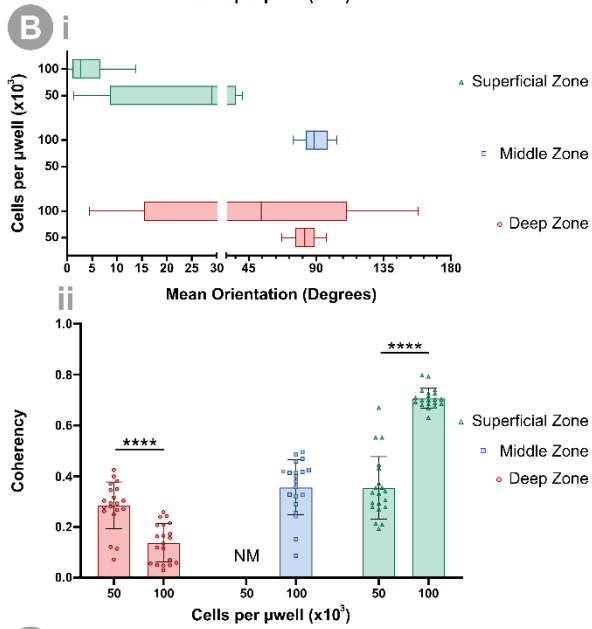 B i
Cells per µwell (x10³)
100
50
100
50
100
50
0 5 10 15 20 25 30 45 90 135 180
Mean Orientation (Degrees)
Superficial Zone
Middle Zone
Deep Zone
ii
Coherency
1.0
0.8
0.6
0.4
0.2
0.0
****
NM
****
50 100 50 100 50 100
Cells per µwell (x10³)
Superficial Zone
Middle Zone
Deep Zone